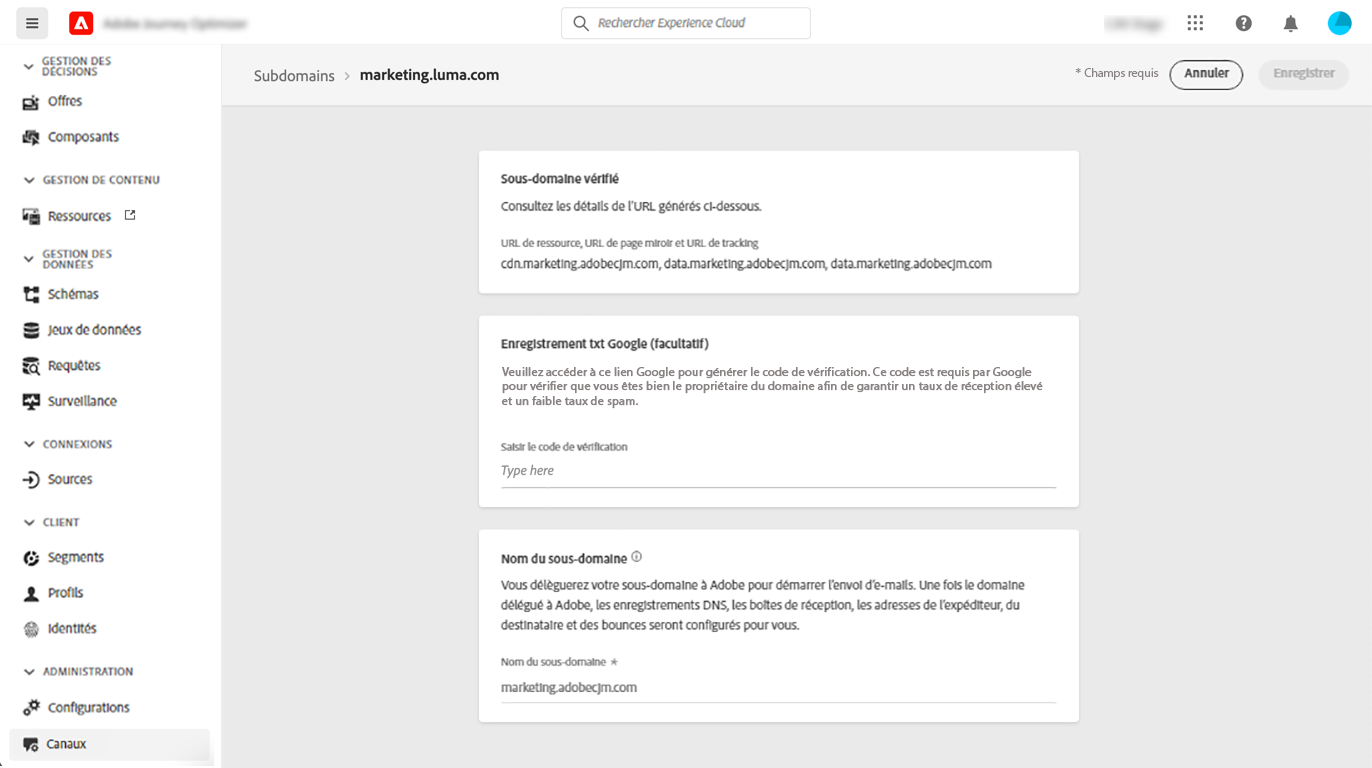 Rechercher Experience Cloud
GESTION DES
DÉCISIONS
Offres
Composants
GESTION DE CONTENU
Ressources
GESTION DES
DONNÉES
Schémas
Jeux de données
Requêtes
Surveillance
CONNEXIONS
Sources
CLIENT
Segments
Profils
Identités
ADMINISTRATION
Configurations
Canaux
Subdomains > marketing.luma.com
* Champs requis
Annuler
Enregistrer
Sous-domaine vérifié
Consultez les détails de l'URL générés ci-dessous.
URL de ressource, URL de page miroir et URL de tracking
cdn.marketing.adobecjm.com, data.marketing.adobecjm.com, data.marketing.adobecjm.com
Enregistrement txt Google (facultatif)
Veuillez accéder à ce lien Google pour générer le code de vérification. Ce code est requis par Google
pour vérifier que vous êtes bien le propriétaire du domaine afin de garantir un taux de réception élevé
et un faible taux de spam.
Saisir le code de vérification
Type here
Nom du sous-domaine
Vous délèguerez votre sous-domaine à Adobe pour démarrer l'envoi d'e-mails. Une fois le domaine
délégué à Adobe, les enregistrements DNS, les boîtes de réception, les adresses de l'expéditeur, du
destinataire et des bounces seront configurés pour vous.
Nom du sous-domaine *
marketing.adobecjm.com